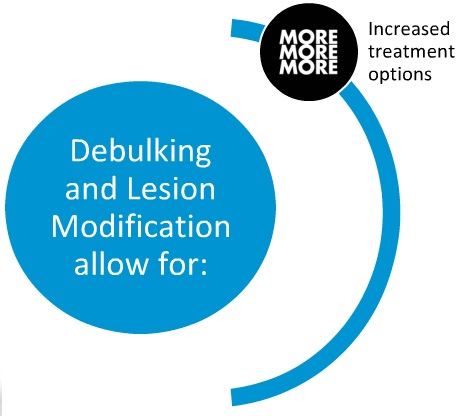 MORE
MORE
MORE
Increased
treatment
options
Debulking
and Lesion
Modification
allow for: